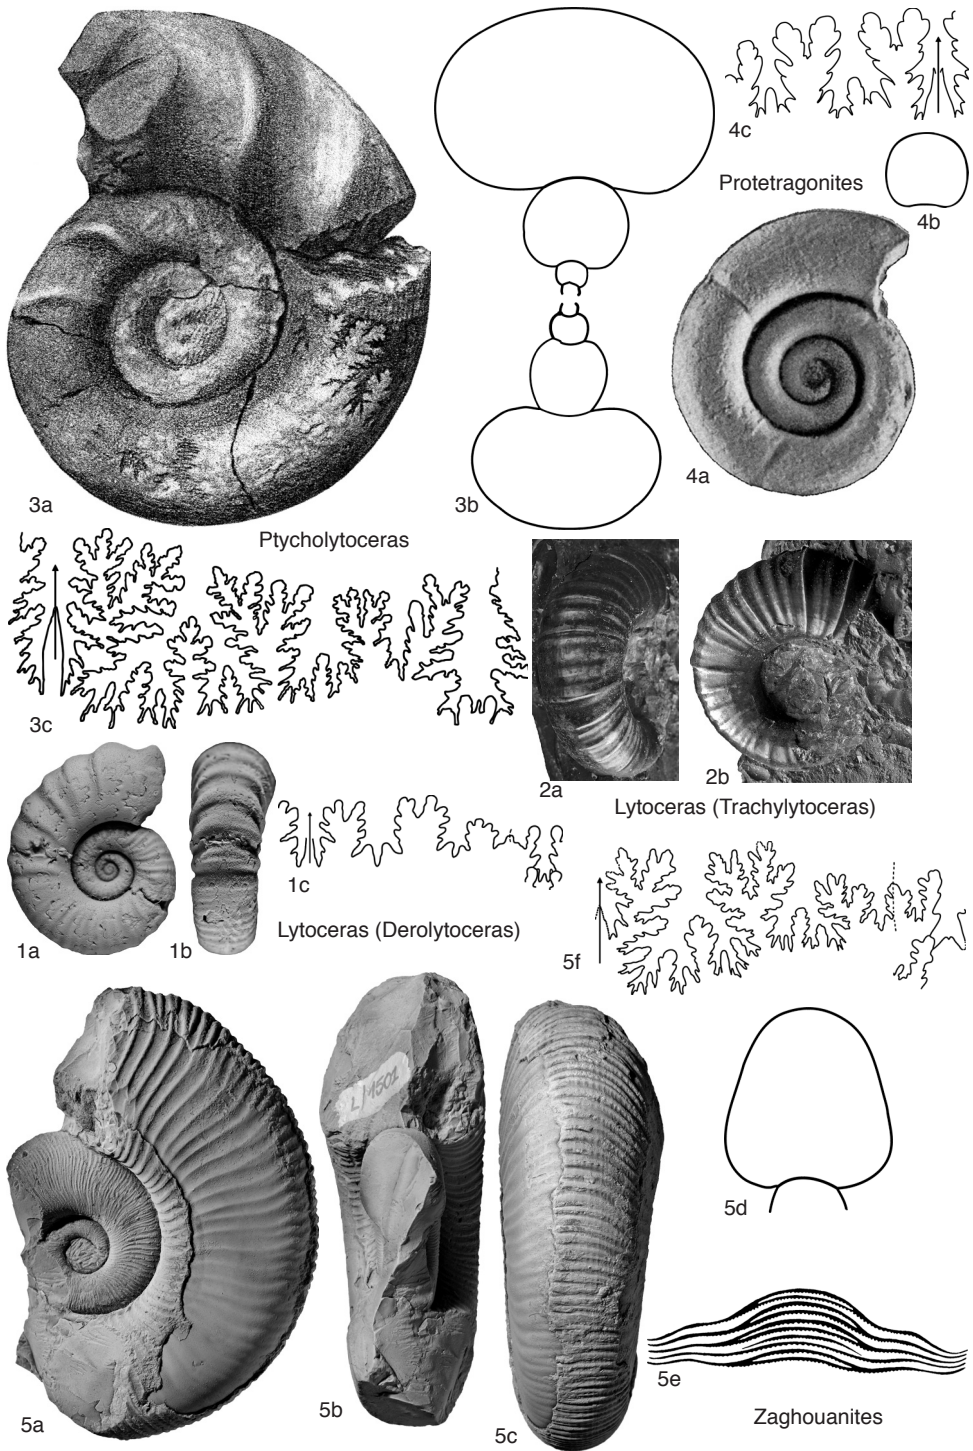 4c
Protetragonites
4b
4a
3a
3b
Ptycholytoceras
3c
2a
2b
Lytoceras (Trachylytoceras)
1c
Lytoceras (Derolytoceras)
1a
1b
5f
L/1501
5d
5e
5a
5b
5c
Zaghouanites